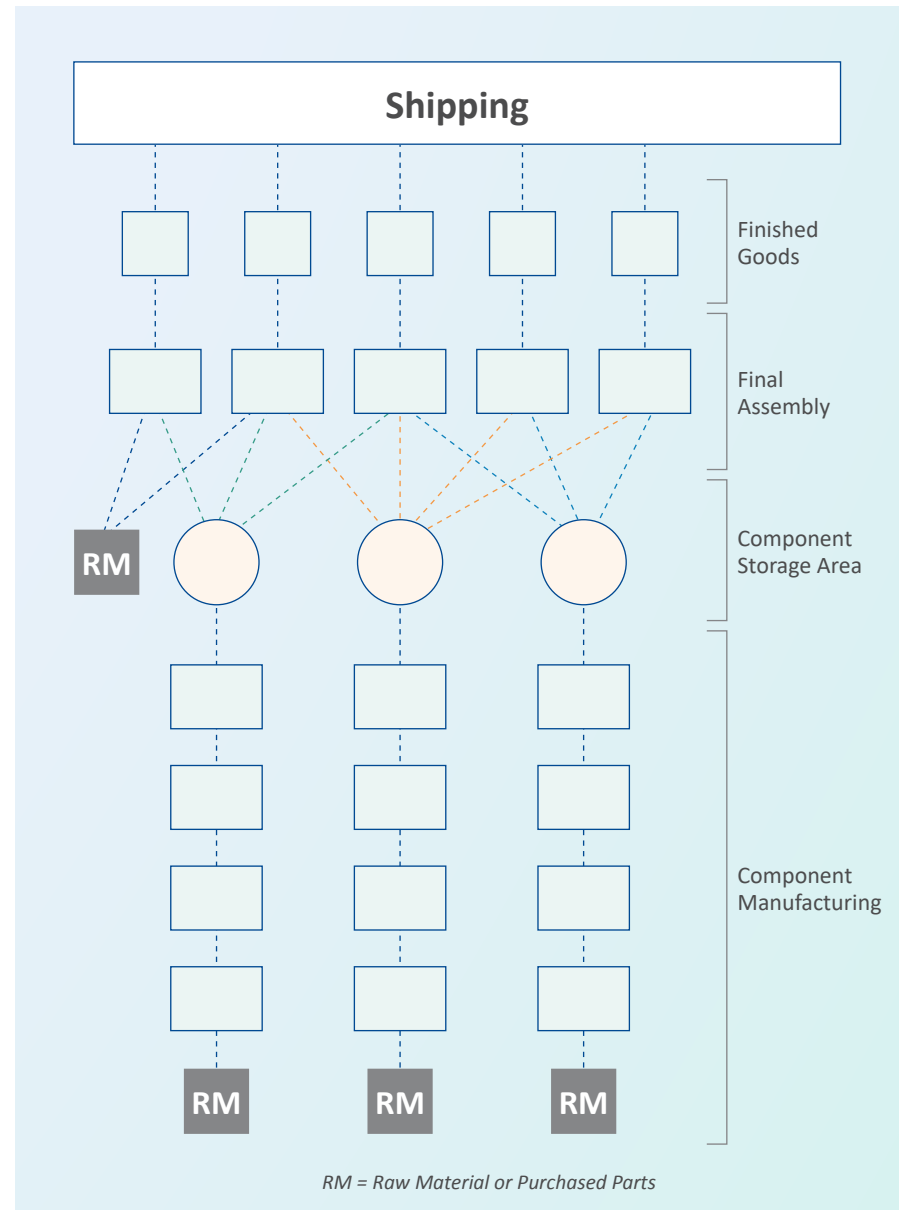 Shipping
Finished
Goods
Final
Assembly
RM
Component
Storage Area
Component
Manufacturing
RM
RM
RM
RM = Raw Material or Purchased Parts